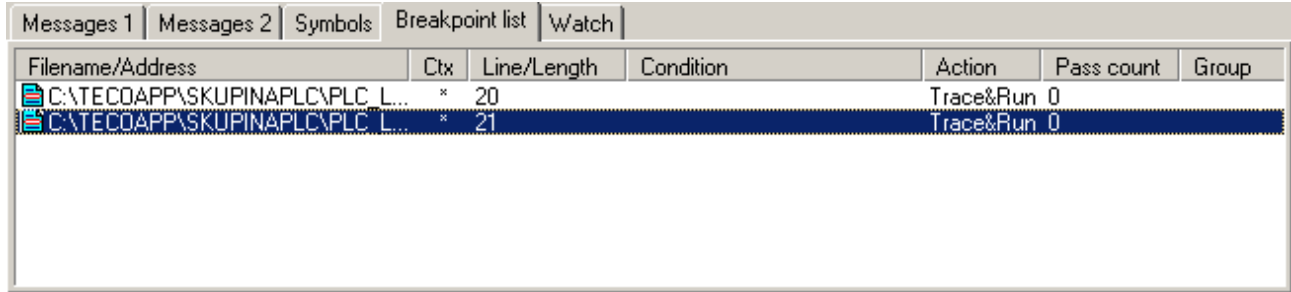 Messages 1 Messages 2 Symbols Breakpoint list Watch
Filename/Address Ctx Line/Length Condition Action Pass count Group
C:\TECOAPP\SKUPINAPLC\PLC_L... * 20 Trace&Run 0
C:\TECOAPP\SKUPINAPLC\PLC_L... * 21 Trace&Run 0